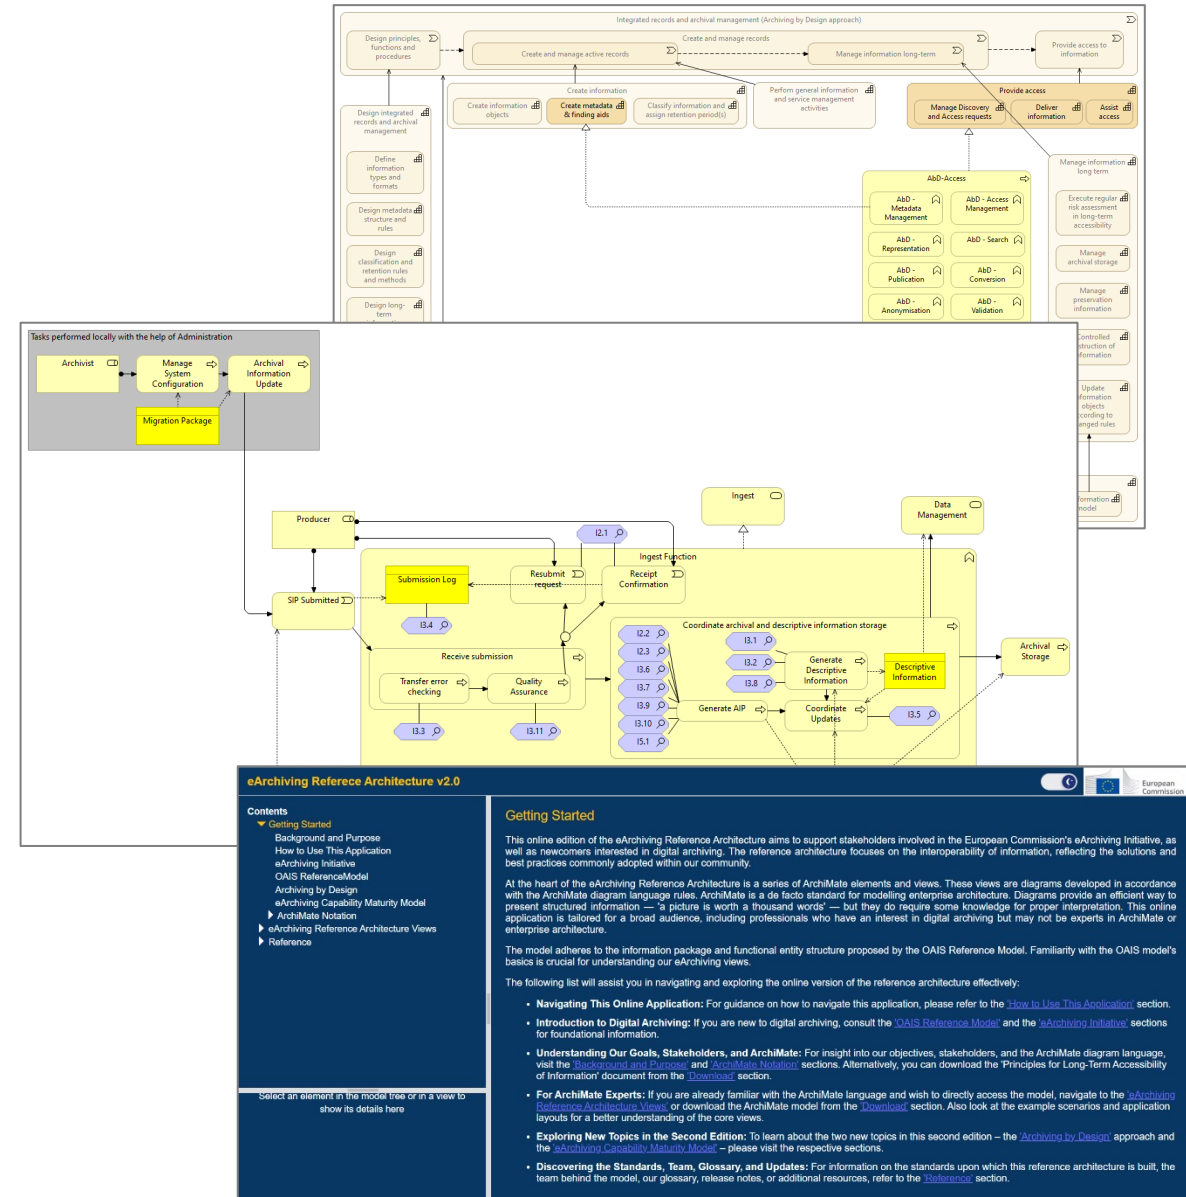 Integrated records and archival management (Archiving by Design approach)
Design principles,
functions and
procedures
Create and manage records
Create and manage active records
Manage information long-term
Provide access to
information
Create information
Create information
objects
Create metadata
& finding aids
Classify information and
assign retention period(s)
Perfom general information
and service management
activities
Provide access
Manage Discovery
and Access requests
Deliver
information
Assist
access
Design integrated
records and archival
management
Define
information
types and
formats
Design metadata
structure and
rules
Design
classification and
retention rules
and methods
Design long-
term
AbD-Access
AbD -
Metadata
Management
AbD - Access
Management
AbD -
Representation
AbD - Search
AbD -
Publication
AbD -
Conversion
AbD -
Anonymisation
AbD -
Validation
Manage information
long term
Execute regular
risk assessment
in long-term
accessibility
Manage
archival storage
Manage
preservation
information
Controlled
struction of
formation
Update
formation
objects
cording to
anged rules
formation
model
Tasks performed locally with the help of Administration
Archivist
Manage
System
Configuration
Archival
Information
Update
Migration Package
Ingest
Data
Management
Producer
I2.1
Ingest Function
Submission Log
Resubmit
request
Receipt
Confirmation
SIP Submitted
I3.4
Coordinate archival and descriptive information storage
I2.2
I2.3
I3.6
I3.7
I3.9
I3.10
I5.1
I3.1
I3.2
I3.8
Generate
Descriptive
Information
Descriptive
Information
Archival
Storage
Receive submission
Transfer error
checking
Quality
Assurance
Generate AIP
Coordinate
Updates
I3.5
I3.3
I3.11
eArchiving Referece Architecture v2.0
European
Commission
Contents
Getting Started
Background and Purpose
How to Use This Application
eArchiving Initiative
OAIS ReferenceModel
Archiving by Design
eArchiving Capability Maturity Model
ArchiMate Notation
eArchiving Reference Architecture Views
Reference
Select an element in the model tree or in a view to
show its details here
Getting Started
This online edition of the eArchiving Reference Architecture aims to support stakeholders involved in the European Commission's eArchiving Initiative, as
well as newcomers interested in digital archiving. The reference architecture focuses on the interoperability of information, reflecting the solutions and
best practices commonly adopted within our community.
At the heart of the eArchiving Reference Architecture is a series of ArchiMate elements and views. These views are diagrams developed in accordance
with the ArchiMate diagram language rules. ArchiMate is a de facto standard for modelling enterprise architecture. Diagrams provide an efficient way to
present structured information — 'a picture is worth a thousand words' — but they do require some knowledge for proper interpretation. This online
application is tailored for a broad audience, including professionals who have an interest in digital archiving but may not be experts in ArchiMate or
enterprise architecture.
The model adheres to the information package and functional entity structure proposed by the OAIS Reference Model. Familiarity with the OAIS model's
basics is crucial for understanding our eArchiving views.
The following list will assist you in navigating and exploring the online version of the reference architecture effectively:
• Navigating This Online Application: For guidance on how to navigate this application, please refer to the 'How to Use This Application' section.
• Introduction to Digital Archiving: If you are new to digital archiving, consult the 'OAIS Reference Model' and the 'eArchiving Initiative' sections
for foundational information.
• Understanding Our Goals, Stakeholders, and ArchiMate: For insight into our objectives, stakeholders, and the ArchiMate diagram language,
visit the 'Background and Purpose' and 'ArchiMate Notation' sections. Alternatively, you can download the 'Principles for Long-Term Accessibility
of Information' document from the 'Download' section.
• For ArchiMate Experts: If you are already familiar with the ArchiMate language and wish to directly access the model, navigate to the 'eArchiving
Reference Architecture Views' or download the ArchiMate model from the 'Download' section. Also look at the example scenarios and application
layouts for a better understanding of the core views.
• Exploring New Topics in the Second Edition: To learn about the two new topics in this second edition – the 'Archiving by Design' approach and
the 'eArchiving Capability Maturity Model' – please visit the respective sections.
• Discovering the Standards, Team, Glossary, and Updates: For information on the standards upon which this reference architecture is built, the
team behind the model, our glossary, release notes, or additional resources, refer to the 'Reference' section.